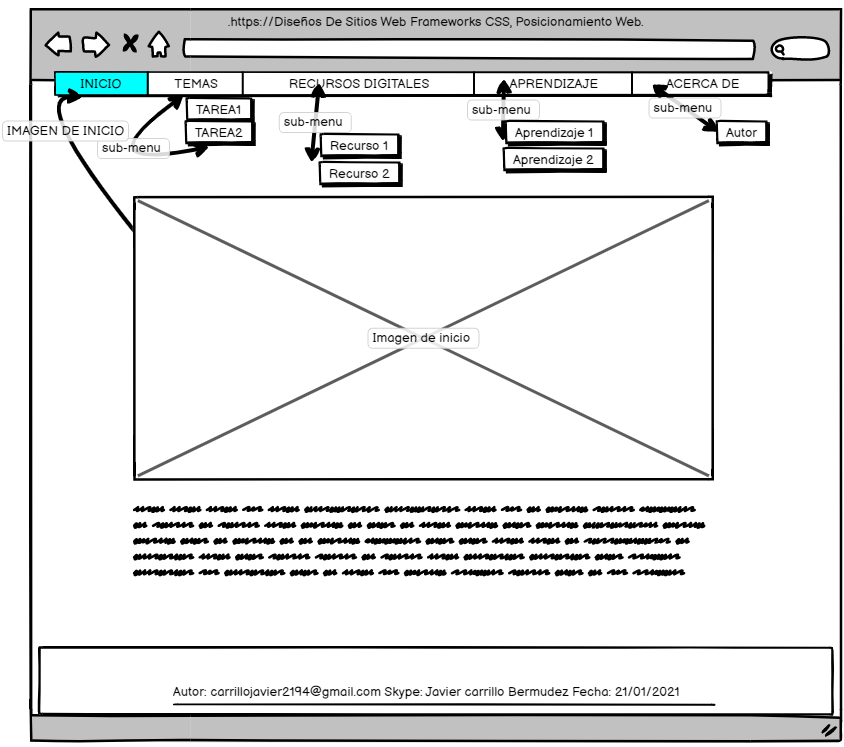 .https://Diseños De Sitios Web Frameworks CSS, Posicionamiento Web.
INICIO TEMAS RECURSOS DIGITALES APRENDIZAJE ACERCA DE
TAREA1
sub-menu
sub-menu
sub-menu
IMAGEN DE INICIO
TAREA2
Aprendizaje 1
Autor
sub-menu
Recurso 1
Aprendizaje 2
Recurso 2
Imagen de inicio
Autor: carrillojavier2194@gmail.com Skype: Javier carrillo Bermudez Fecha: 21/01/2021